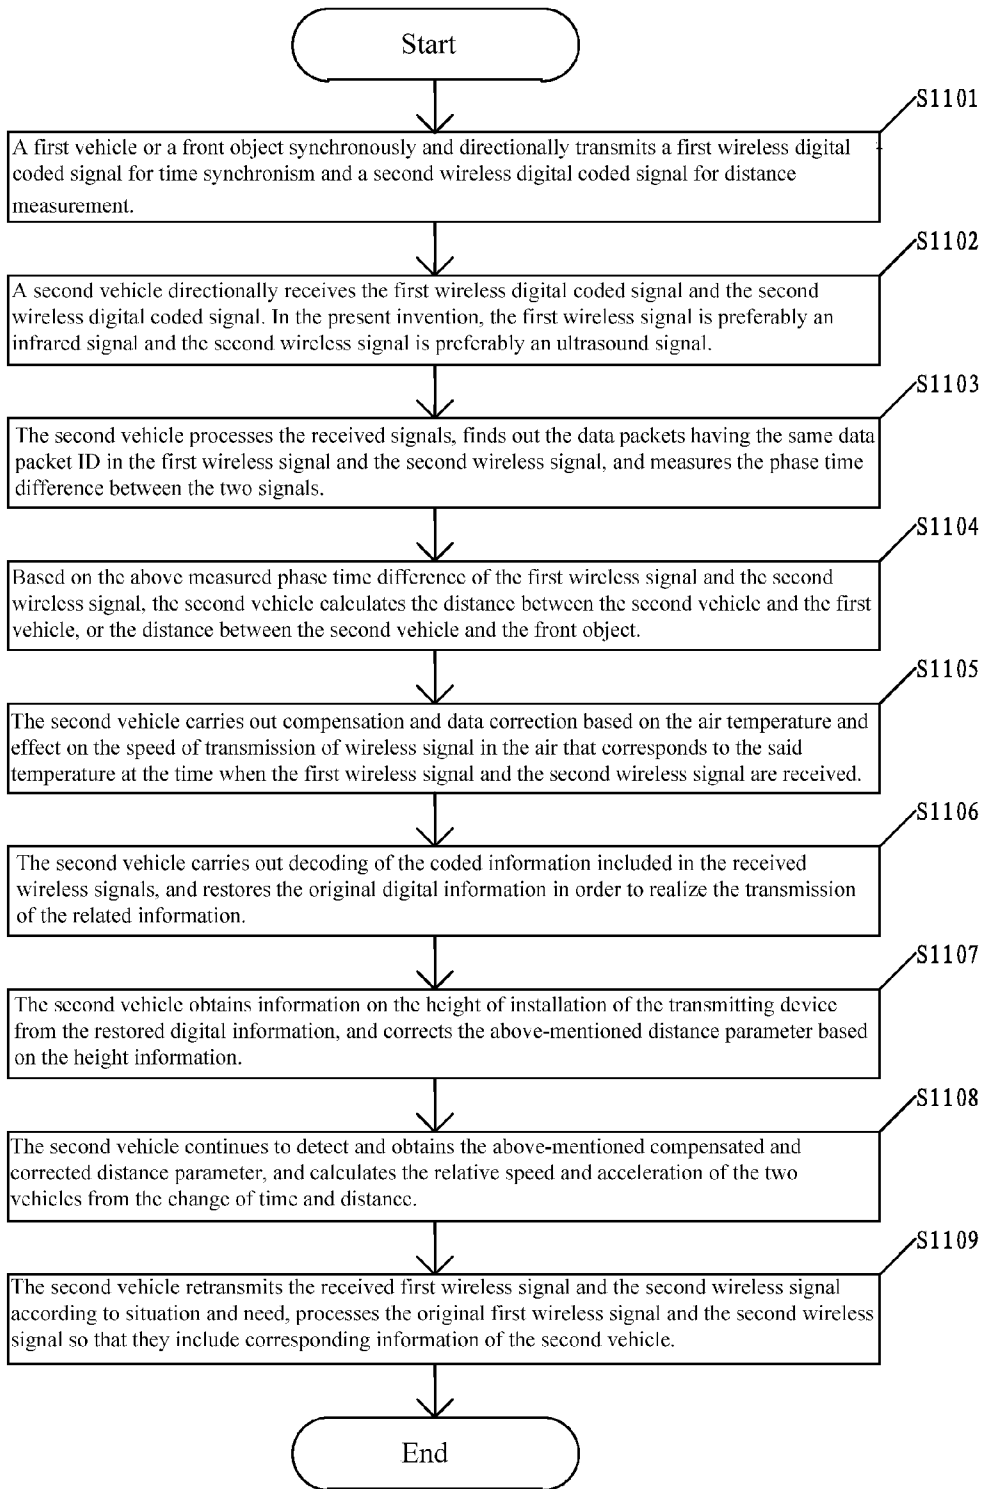 Start
S1101
A first vehicle or a front object synchronously and directionally transmits a first wireless digital
coded signal for time synchronism and a second wireless digital coded signal for distance
measurement.
S1102
A second vehicle directionally receives the first wireless digital coded signal and the second
wireless digital coded signal. In the present invention, the first wireless signal is preferably an
infrared signal and the second wireless signal is preferably an ultrasound signal.
S1103
The second vehicle processes the received signals, finds out the data packets having the same data
packet ID in the first wireless signal and the second wireless signal, and measures the phase time
difference between the two signals.
S1104
Based on the above measured phase time difference of the first wireless signal and the second
wireless signal, the second vehicle calculates the distance between the second vehicle and the first
vehicle, or the distance between the second vehicle and the front object.
S1105
The second vehicle carries out compensation and data correction based on the air temperature and
effect on the speed of transmission of wireless signal in the air that corresponds to the said
temperature at the time when the first wireless signal and the second wireless signal are received.
S1106
The second vehicle carries out decoding of the coded information included in the received
wireless signals, and restores the original digital information in order to realize the transmission
of the related information.
S1107
The second vehicle obtains information on the height of installation of the transmitting device
from the restored digital information, and corrects the above-mentioned distance parameter based
on the height information.
S1108
The second vehicle continues to detect and obtains the above-mentioned compensated and
corrected distance parameter, and calculates the relative speed and acceleration of the two
vehicles from the change of time and distance.
S1109
The second vehicle retransmits the received first wireless signal and the second wireless signal
according to situation and need, processes the original first wireless signal and the second wireless
signal so that they include corresponding information of the second vehicle.
End